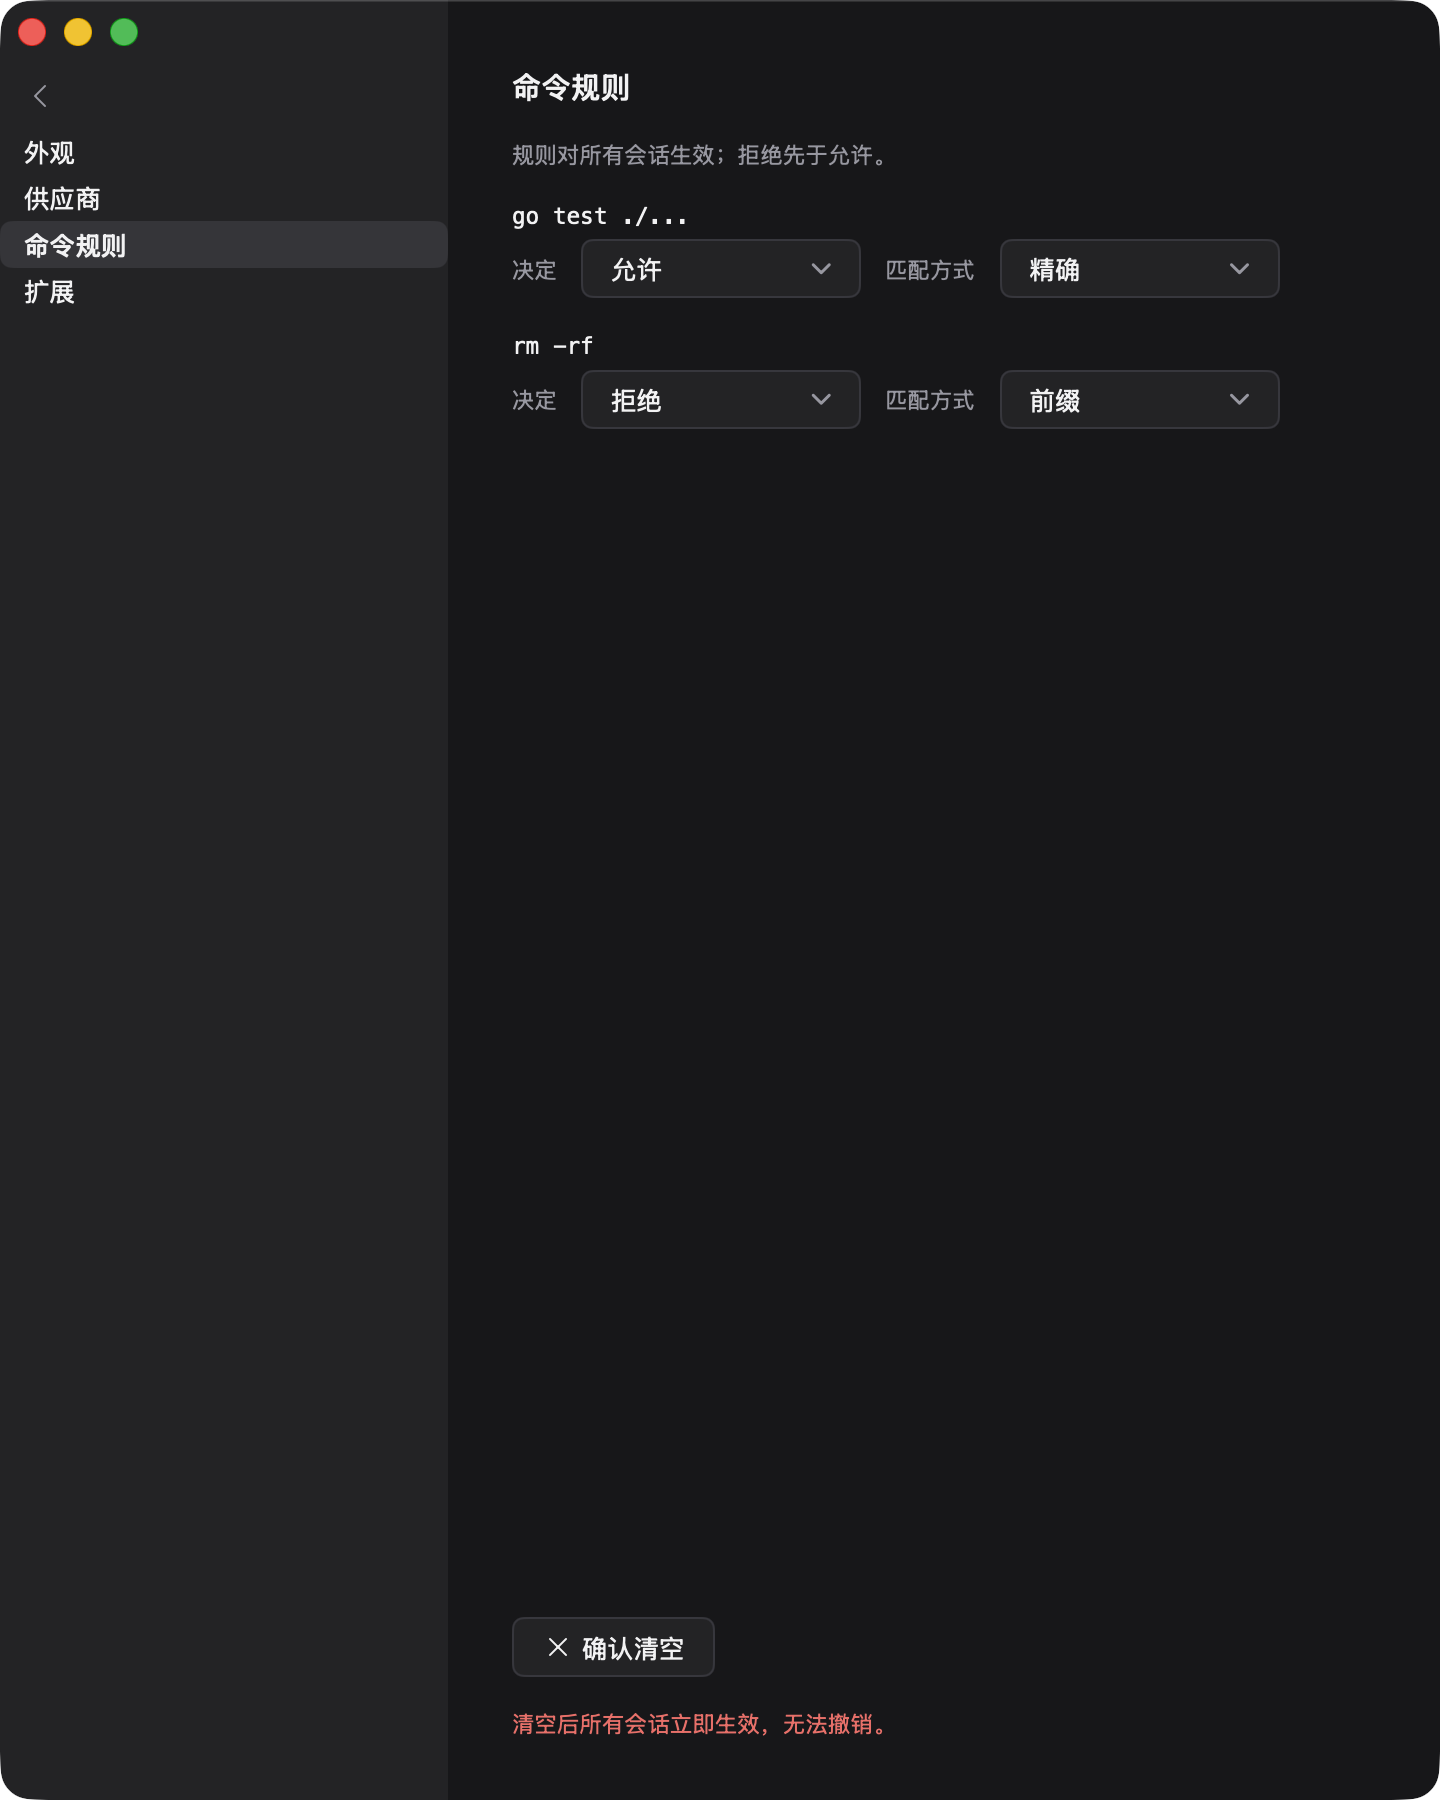 外观
供应商
命令规则
扩展
命令规则
规则对所有会话生效；拒绝先于允许。
go test ./...
决定 允许 匹配方式 精确
rm -rf
决定 拒绝 匹配方式 前缀
确认清空
清空后所有会话立即生效，无法撤销。